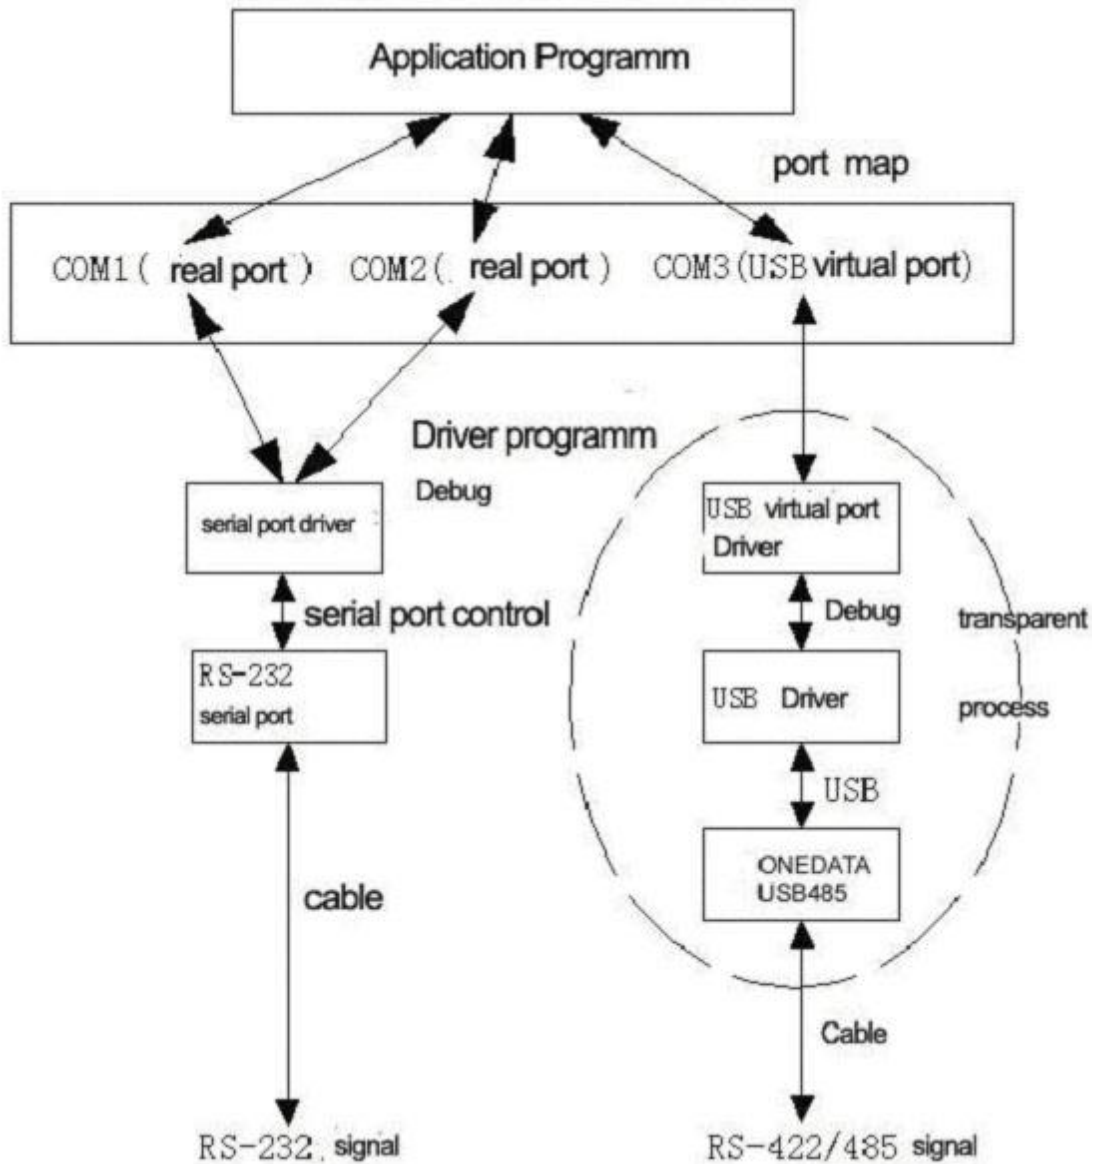 Application Programm
port map
COM1( real port ) COM2( real port ) COM3(USB virtual port)
Driver programm
Debug
serial port driver
USB virtual port
Driver
serial port control
Debug
transparent
RS-232
serial port
USB Driver
process
USB
ONEDATA
USB485
cable
Cable
RS-232 signal
RS-422/485 signal